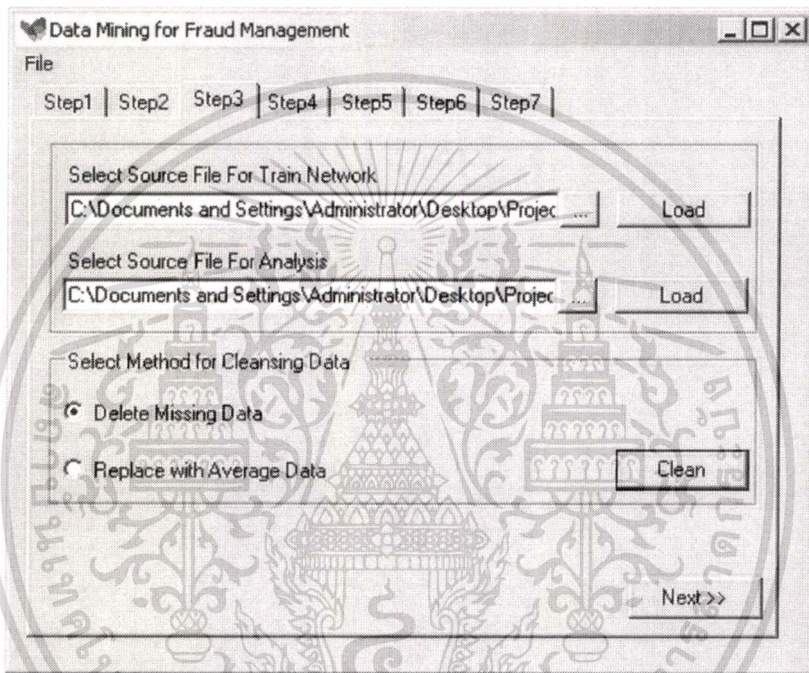 Data Mining for Fraud Management
File
Step1 Step2 Step3 Step4 Step5 Step6 Step7
Select Source File For Train Network
C:\Documents and Settings\Administrator\Desktop\Projec ... Load
Select Source File For Analysis
C:\Documents and Settings\Administrator\Desktop\Projec ... Load
Select Method for Cleansing Data
Delete Missing Data
Replace with Average Data
Clean
Next >>